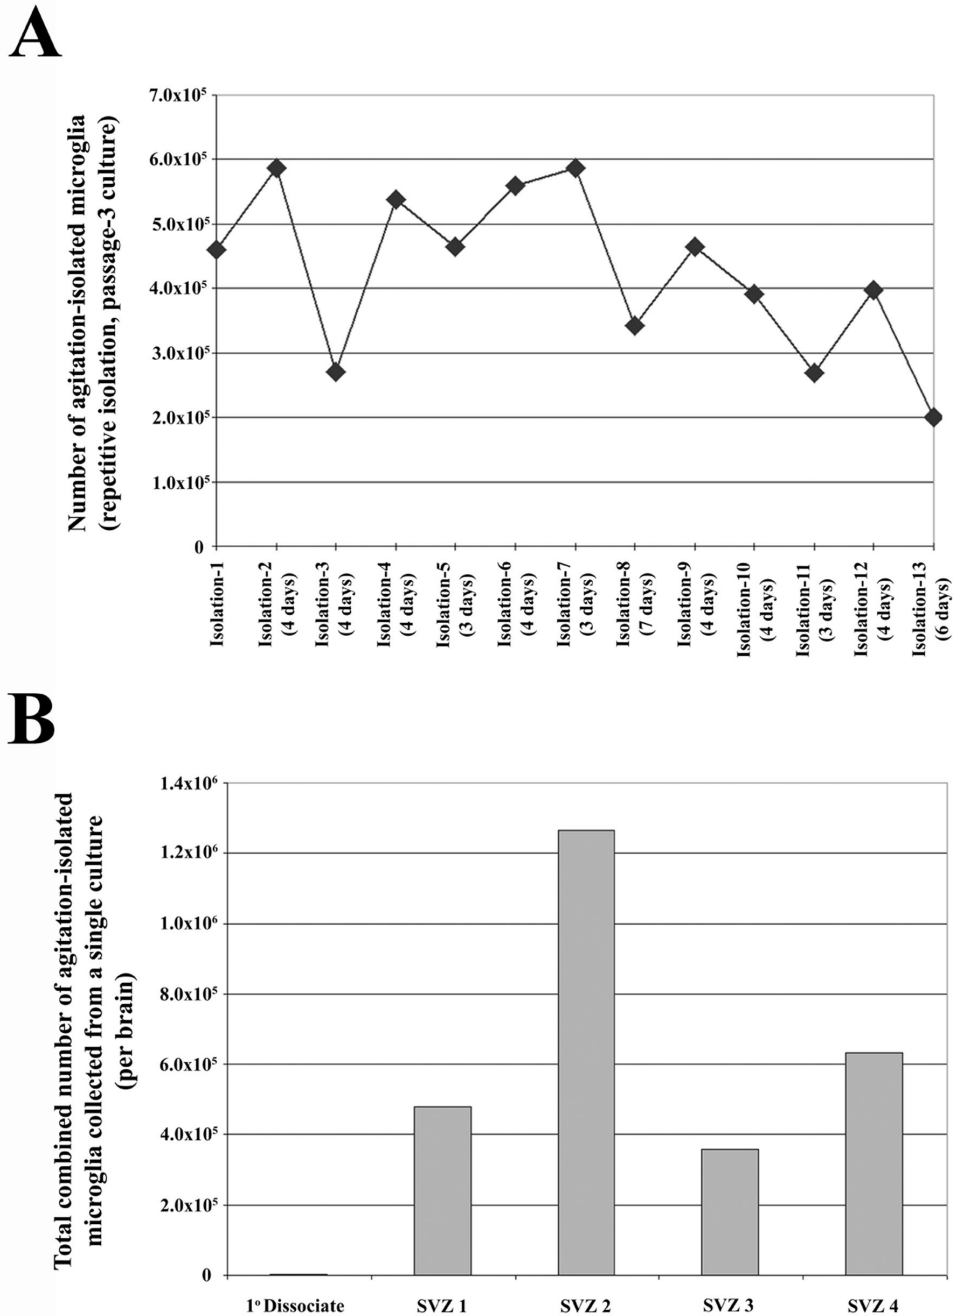 A
Number of agitation-isolated microglia
(repetitive isolation, passage-3 culture)
7.0x10⁵
6.0x10⁵
5.0x10⁵
4.0x10⁵
3.0x10⁵
2.0x10⁵
1.0x10⁵
0
Isolation-1
Isolation-2
(4 days)
Isolation-3
(4 days)
Isolation-4
(4 days)
Isolation-5
(3 days)
Isolation-6
(4 days)
Isolation-7
(3 days)
Isolation-8
(7 days)
Isolation-9
(4 days)
Isolation-10
(4 days)
Isolation-11
(3 days)
Isolation-12
(4 days)
Isolation-13
(6 days)
B
Total combined number of agitation-isolated
microglia collected from a single culture
(per brain)
1.4x10⁶
1.2x10⁶
1.0x10⁶
8.0x10⁵
6.0x10⁵
4.0x10⁵
2.0x10⁵
0
1º Dissociate
SVZ 1
SVZ 2
SVZ 3
SVZ 4